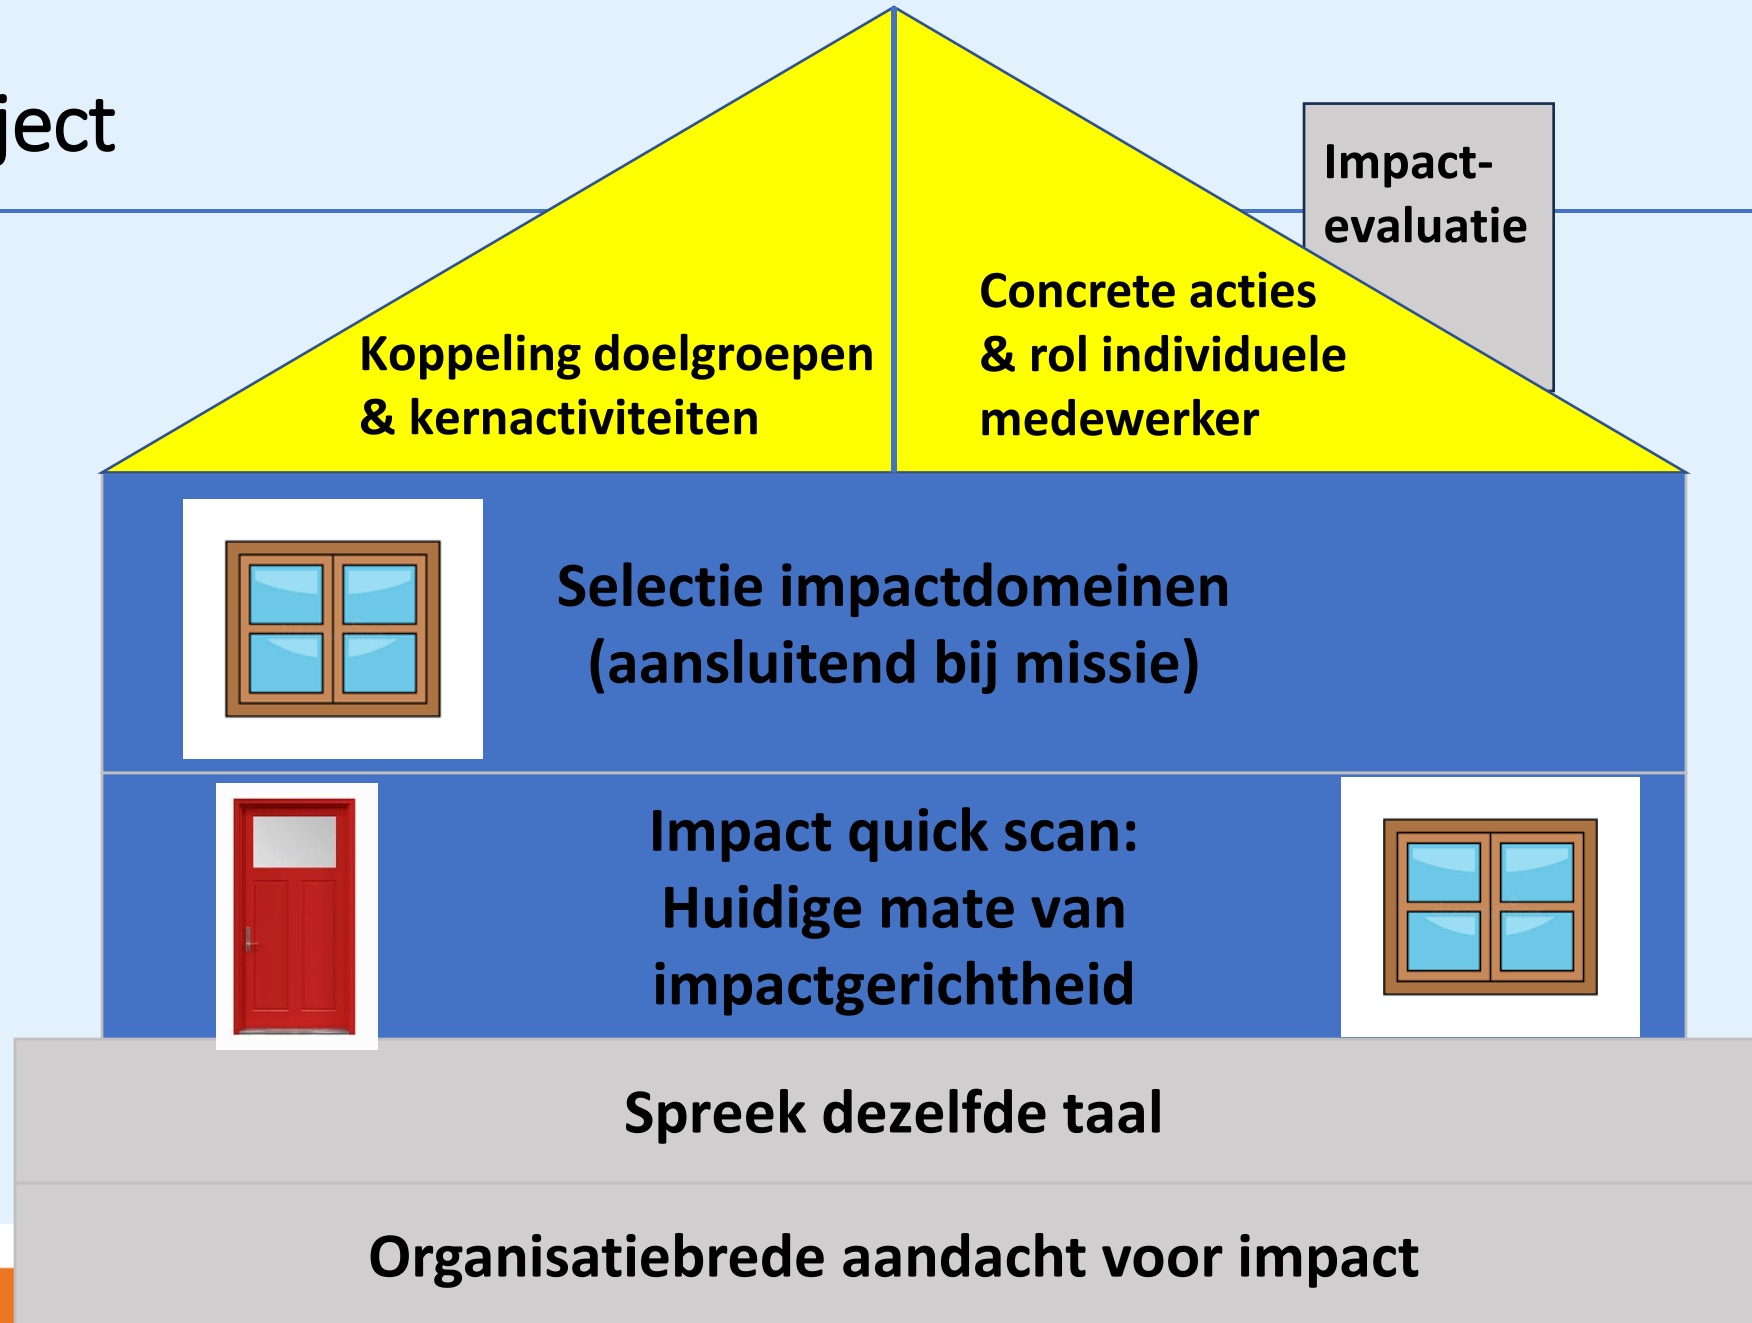 ject
Impact-
evaluatie
Concrete acties
& rol individuele
medewerker
Koppeling doelgroepen
& kernactiviteiten
Selectie impactdomeinen
(aansluitend bij missie)
Impact quick scan:
Huidige mate van
impactgerichtheid
Spreek dezelfde taal
Organisatiebrede aandacht voor impact